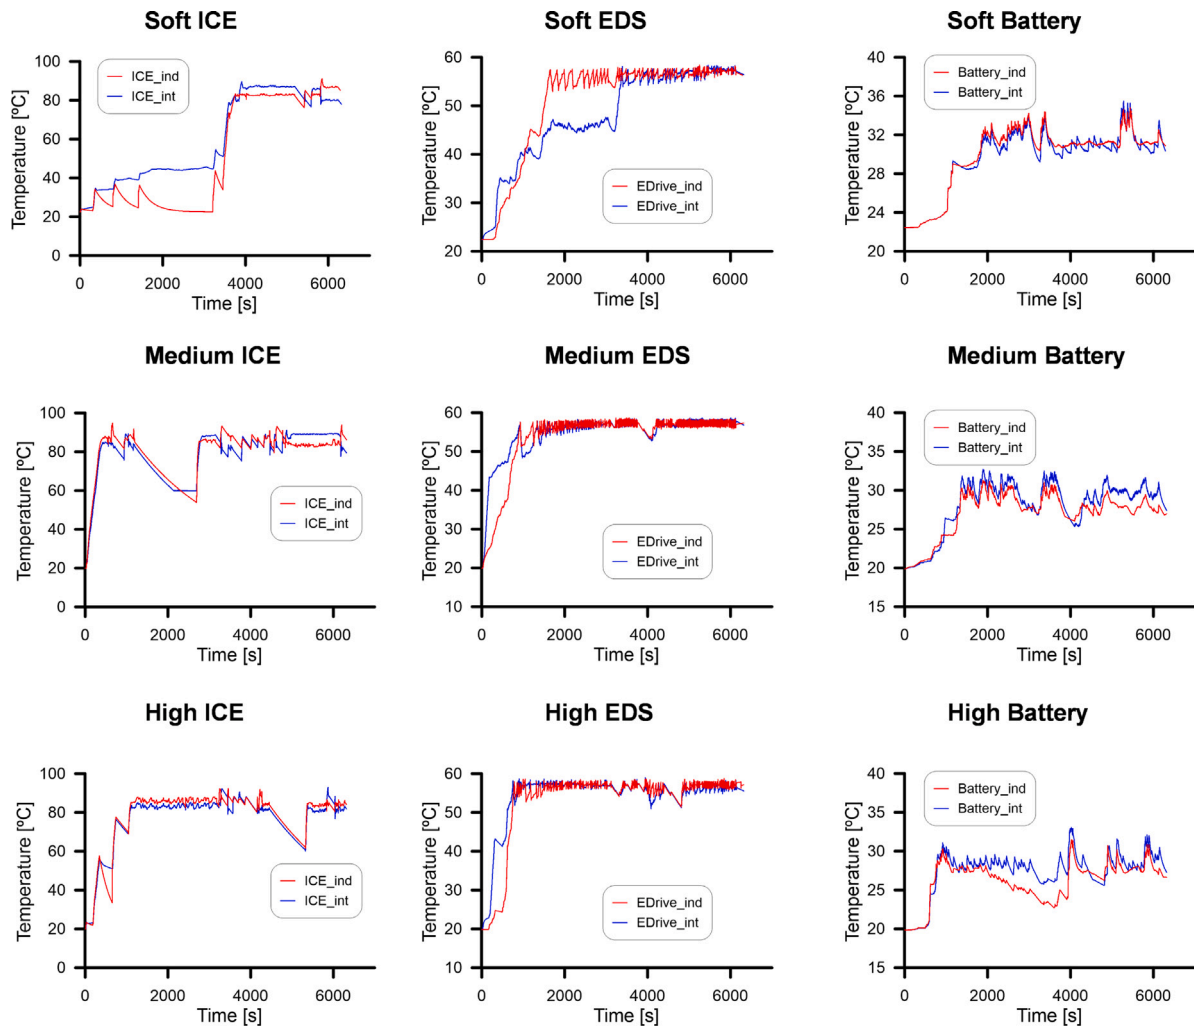 Soft ICE
100
80
60
40
20
0
Temperature [ºC]
ICE_ind
ICE_int
0 2000 4000 6000
Time [s]
Soft EDS
60
50
40
30
20
Temperature [ºC]
EDrive_ind
EDrive_int
0 2000 4000 6000
Time [s]
Soft Battery
40
36
32
28
24
20
Temperature [ºC]
Battery_ind
Battery_int
0 2000 4000 6000
Time [s]
Medium ICE
100
80
60
40
20
0
Temperature [ºC]
ICE_ind
ICE_int
0 2000 4000 6000
Time [s]
Medium EDS
60
50
40
30
20
10
Temperature [ºC]
EDrive_ind
EDrive_int
0 2000 4000 6000
Time [s]
Medium Battery
40
35
30
25
20
15
Temperature [ºC]
Battery_ind
Battery_int
0 2000 4000 6000
Time [s]
High ICE
100
80
60
40
20
0
Temperature [ºC]
ICE_ind
ICE_int
0 2000 4000 6000
Time [s]
High EDS
60
50
40
30
20
10
Temperature [ºC]
EDrive_ind
EDrive_int
0 2000 4000 6000
Time [s]
High Battery
40
35
30
25
20
15
Temperature [ºC]
Battery_ind
Battery_int
0 2000 4000 6000
Time [s]